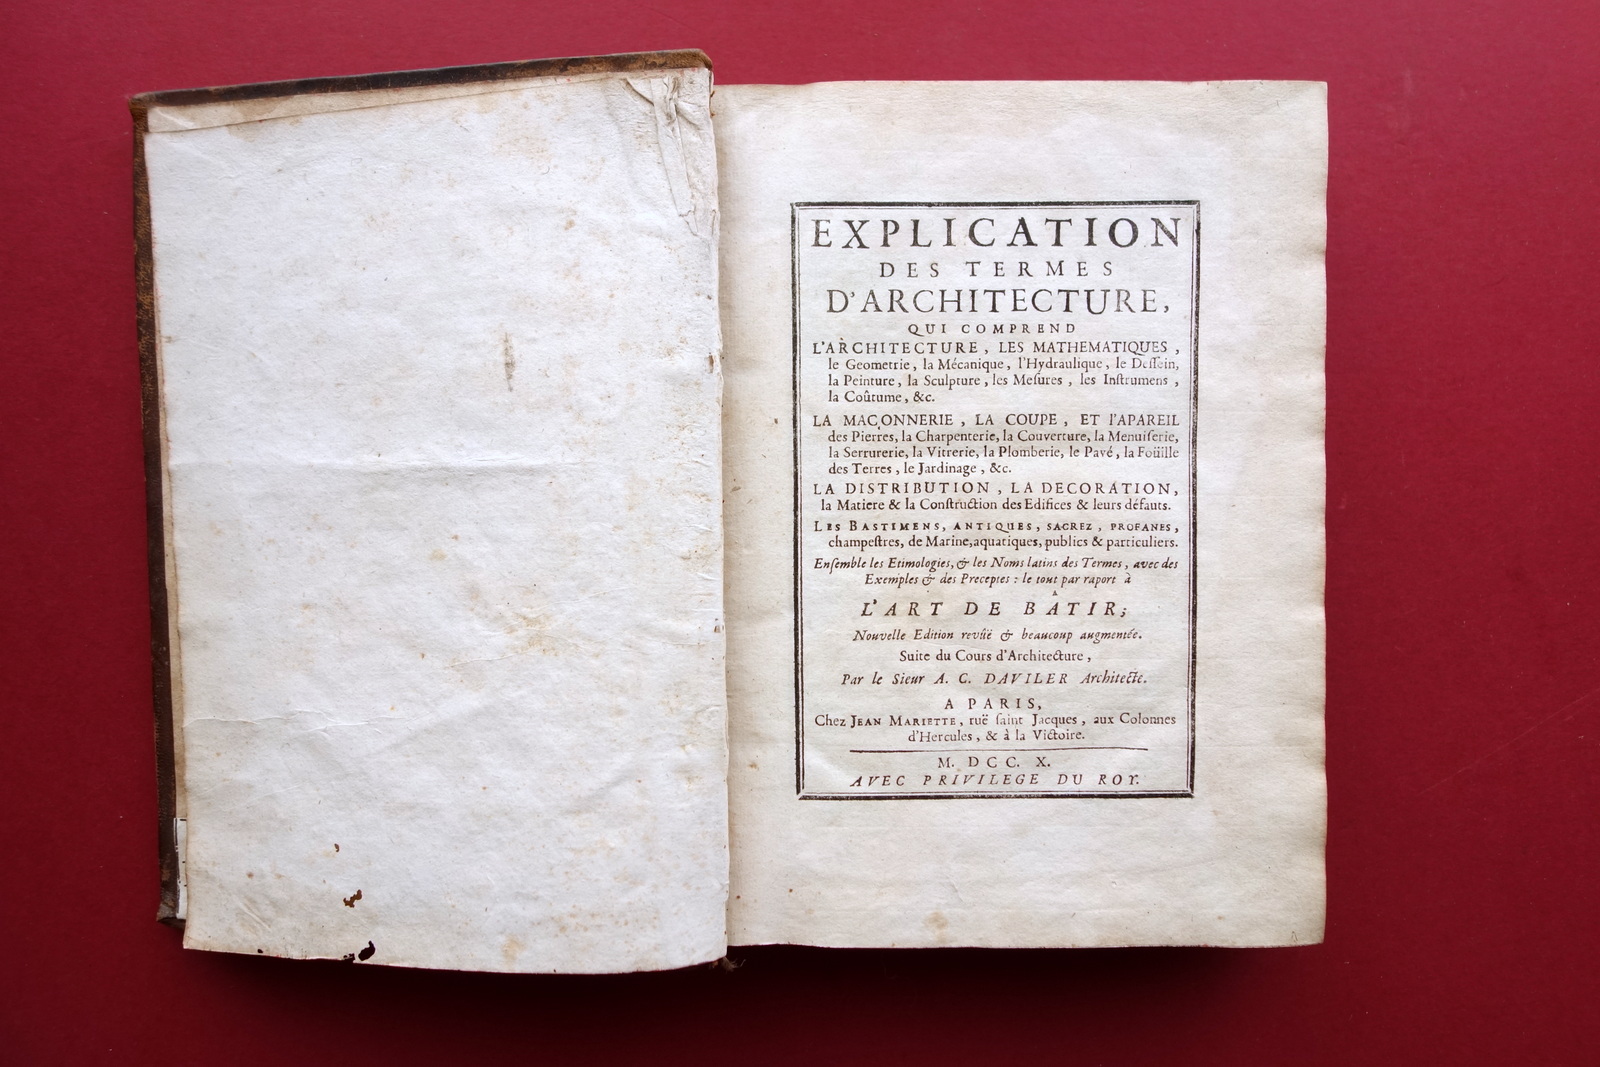 EXPLICATION
DES TERMES
D'ARCHITECTURE,
QUI COMPREND
L'ARCHITECTURE, LES MATHEMATIQUES,
le Geometrie, la Mécanique, l'Hydraulique, le Deſſein,
la Peinture, la Sculpture, les Meſures, les Inſtrumens,
la Coûtume, &c.
LA MAÇONNERIE, LA COUPE, ET l'APAREIL
des Pierres, la Charpenterie, la Couverture, la Menuiſerie,
la Serrurerie, la Vitrerie, la Plomberie, le Pavé, la Foüille
des Terres, le Jardinage, &c.
LA DISTRIBUTION, LA DECORATION,
la Matiere & la Conſtruction des Edifices & leurs défauts.
LES BASTIMENS, ANTIQUES, SACREZ, PROFANES,
champeſtres, de Marine, aquatiques, publics & particuliers.
Enſemble les Etimologies, & les Noms latins des Termes, avec des
Exemples & des Preceptes : le tout par raport à
L'ART DE BÂTIR;
Nouvelle Edition revûë & beaucoup augmentée.
Suite du Cours d'Architecture,
Par le Sieur A. C. DAVILER Architecte.
A PARIS,
Chez JEAN MARIETTE, ruë ſaint Jacques, aux Colonnes
d'Hercules, & à la Victoire.
M. DCC. X.
AVEC PRIVILEGE DU ROY.